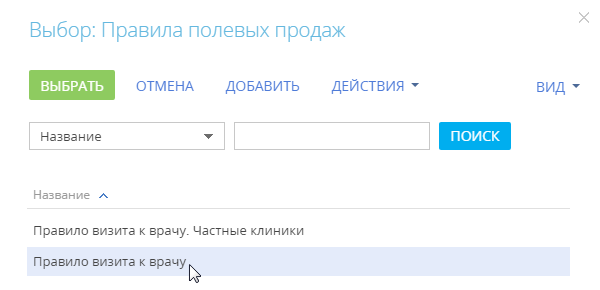 Выбор: Правила полевых продаж
ВЫБРАТЬ ОТМЕНА ДОБАВИТЬ ДЕЙСТВИЯ ВИД
Название ПОИСК
Название
Правило визита к врачу. Частные клиники
Правило визита к врачу